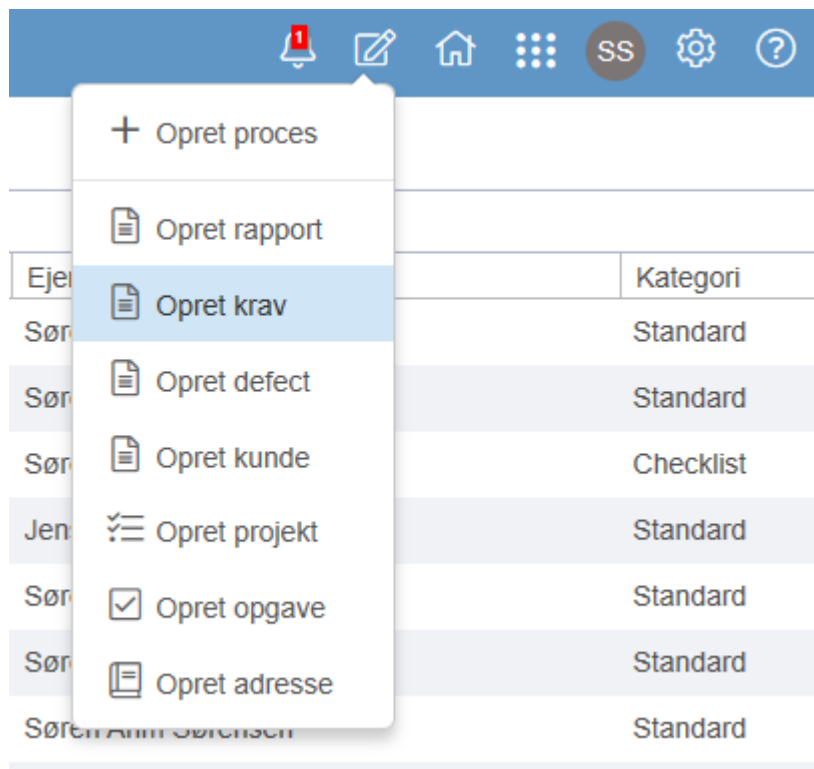 1
SS
?
Opret proces
Opret rapport
Kategori
Opret krav
Standard
Opret defect
Standard
Opret kunde
Checklist
Opret projekt
Standard
Opret opgave
Standard
Opret adresse
Standard
Standard